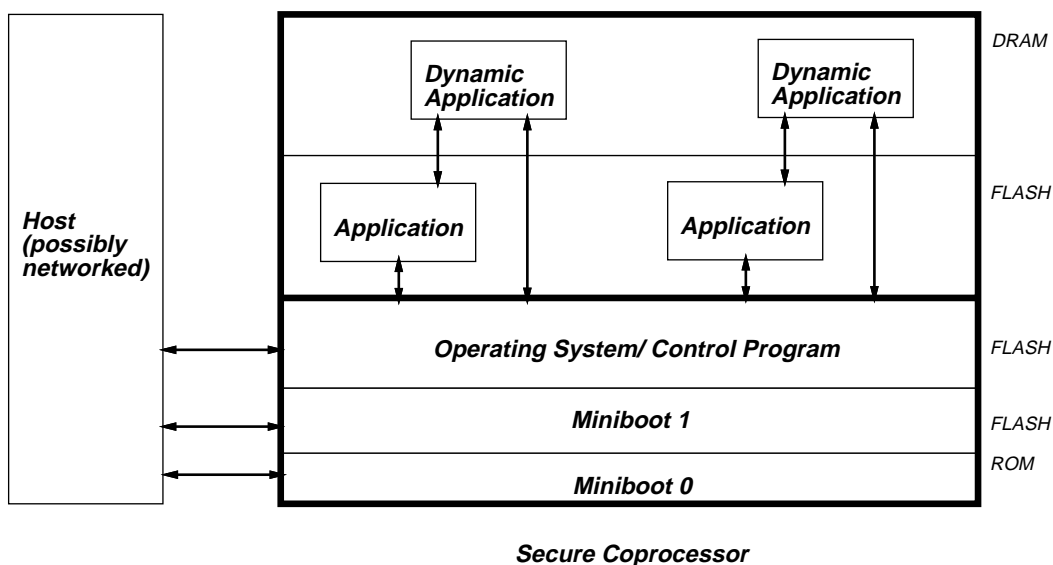 DRAM
Dynamic
Application
Dynamic
Application
FLASH
Host
(possibly
networked)
Application
Application
Operating System/ Control Program
FLASH
Miniboot 1
FLASH
ROM
Miniboot 0
Secure Coprocessor